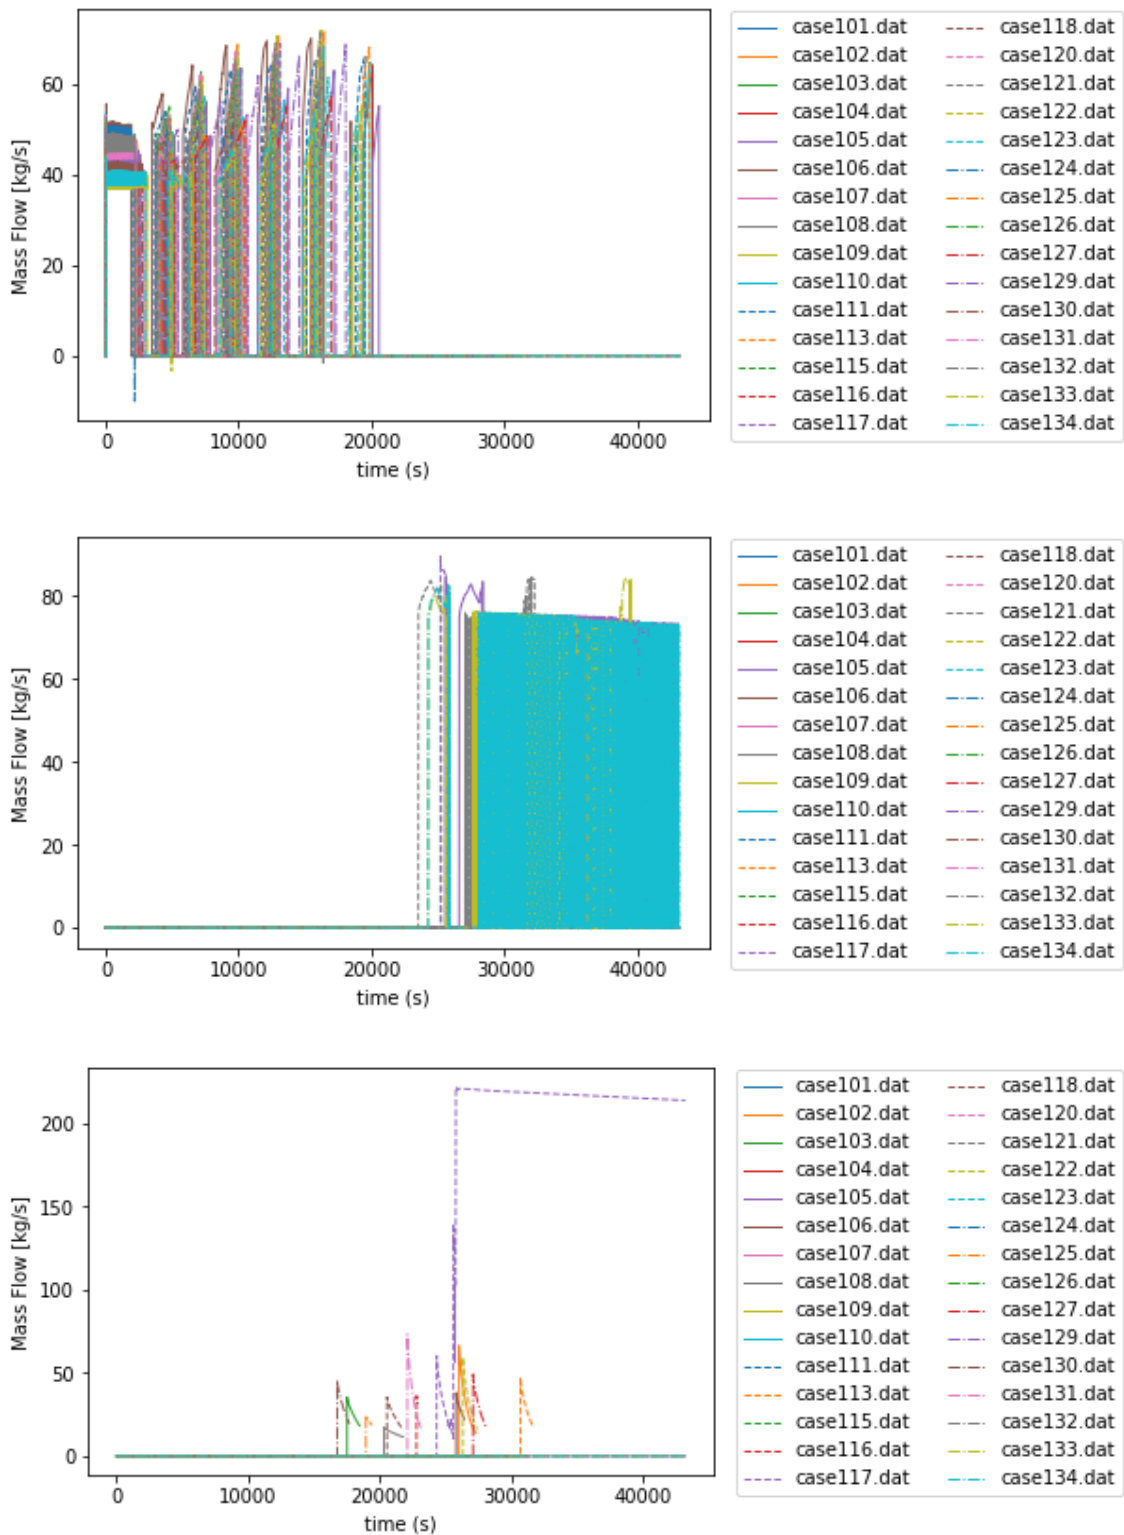 Mass Flow [kg/s]
60
40
20
0
0 10000 20000 30000 40000
time (s)
case101.dat case118.dat
case102.dat case120.dat
case103.dat case121.dat
case104.dat case122.dat
case105.dat case123.dat
case106.dat case124.dat
case107.dat case125.dat
case108.dat case126.dat
case109.dat case127.dat
case110.dat case129.dat
case111.dat case130.dat
case113.dat case131.dat
case115.dat case132.dat
case116.dat case133.dat
case117.dat case134.dat
Mass Flow [kg/s]
80
60
40
20
0
0 10000 20000 30000 40000
time (s)
case101.dat case118.dat
case102.dat case120.dat
case103.dat case121.dat
case104.dat case122.dat
case105.dat case123.dat
case106.dat case124.dat
case107.dat case125.dat
case108.dat case126.dat
case109.dat case127.dat
case110.dat case129.dat
case111.dat case130.dat
case113.dat case131.dat
case115.dat case132.dat
case116.dat case133.dat
case117.dat case134.dat
Mass Flow [kg/s]
200
150
100
50
0
0 10000 20000 30000 40000
time (s)
case101.dat case118.dat
case102.dat case120.dat
case103.dat case121.dat
case104.dat case122.dat
case105.dat case123.dat
case106.dat case124.dat
case107.dat case125.dat
case108.dat case126.dat
case109.dat case127.dat
case110.dat case129.dat
case111.dat case130.dat
case113.dat case131.dat
case115.dat case132.dat
case116.dat case133.dat
case117.dat case134.dat